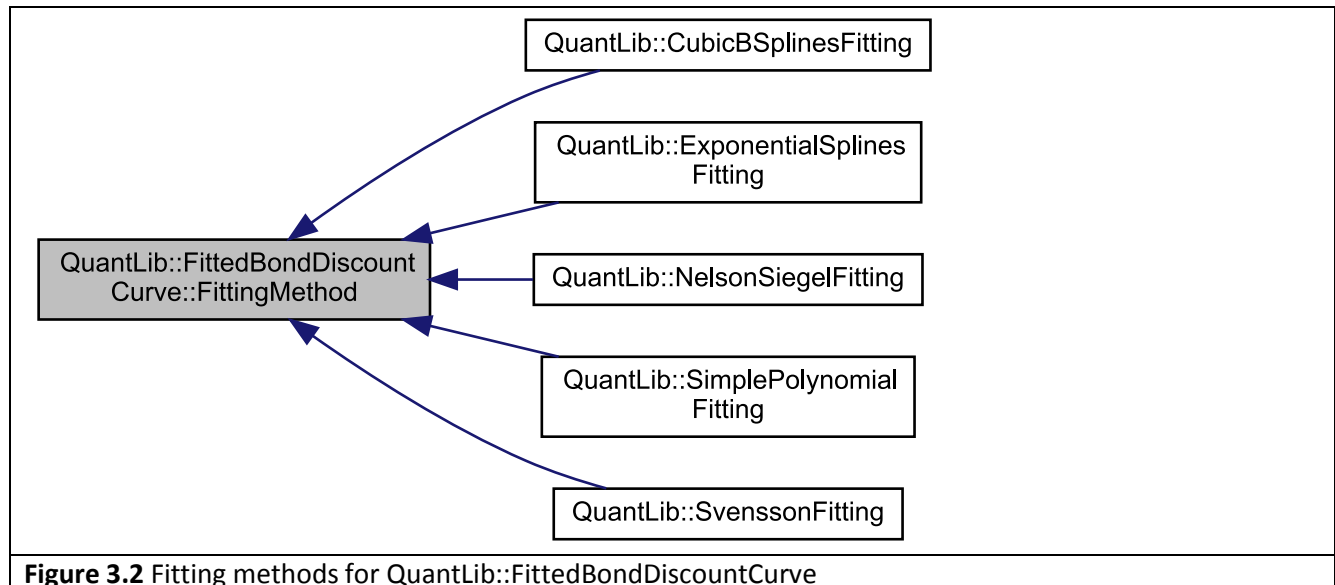 QuantLib::CubicBSplinesFitting
QuantLib::ExponentialSplines
Fitting
QuantLib::FittedBondDiscount
Curve::FittingMethod
QuantLib::NelsonSiegelFitting
QuantLib::SimplePolynomial
Fitting
QuantLib::SvenssonFitting
Figure 3.2 Fitting methods for QuantLib::FittedBondDiscountCurve